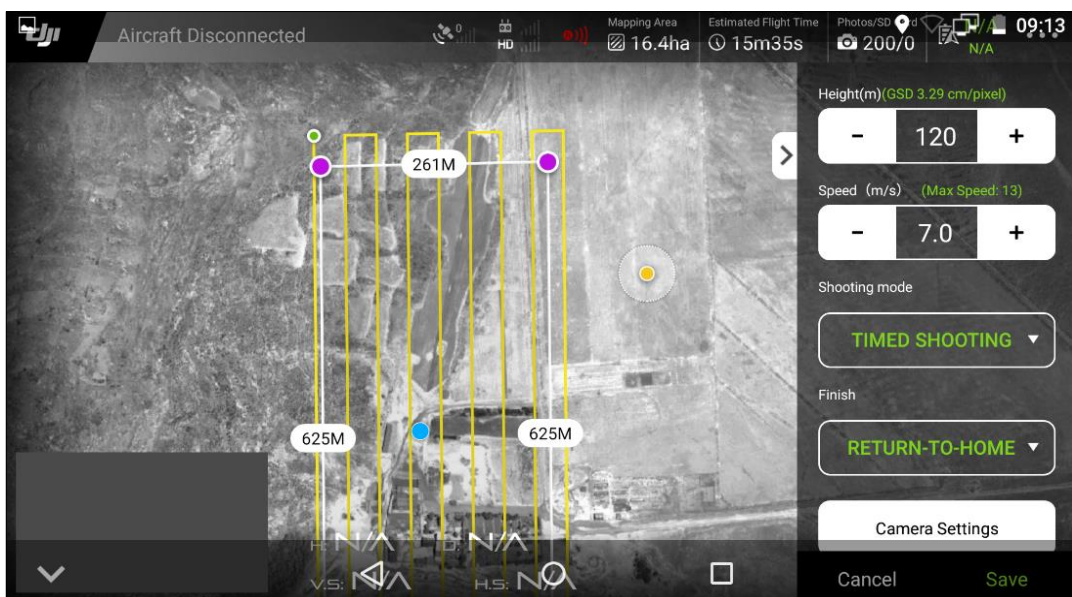 dji
Aircraft Disconnected
0
HD
Mapping Area
16.4ha
Estimated Flight Time
15m35s
Photos/SD
200/0
N/A
N/A
09:13
Height(m)(GSD 3.29 cm/pixel)
- 120 +
Speed (m/s) (Max Speed: 13)
- 7.0 +
Shooting mode
TIMED SHOOTING
Finish
RETURN-TO-HOME
Camera Settings
Cancel Save
261M
625M 625M
H: N/A D: N/A
V.S: N/A H.S: N/A